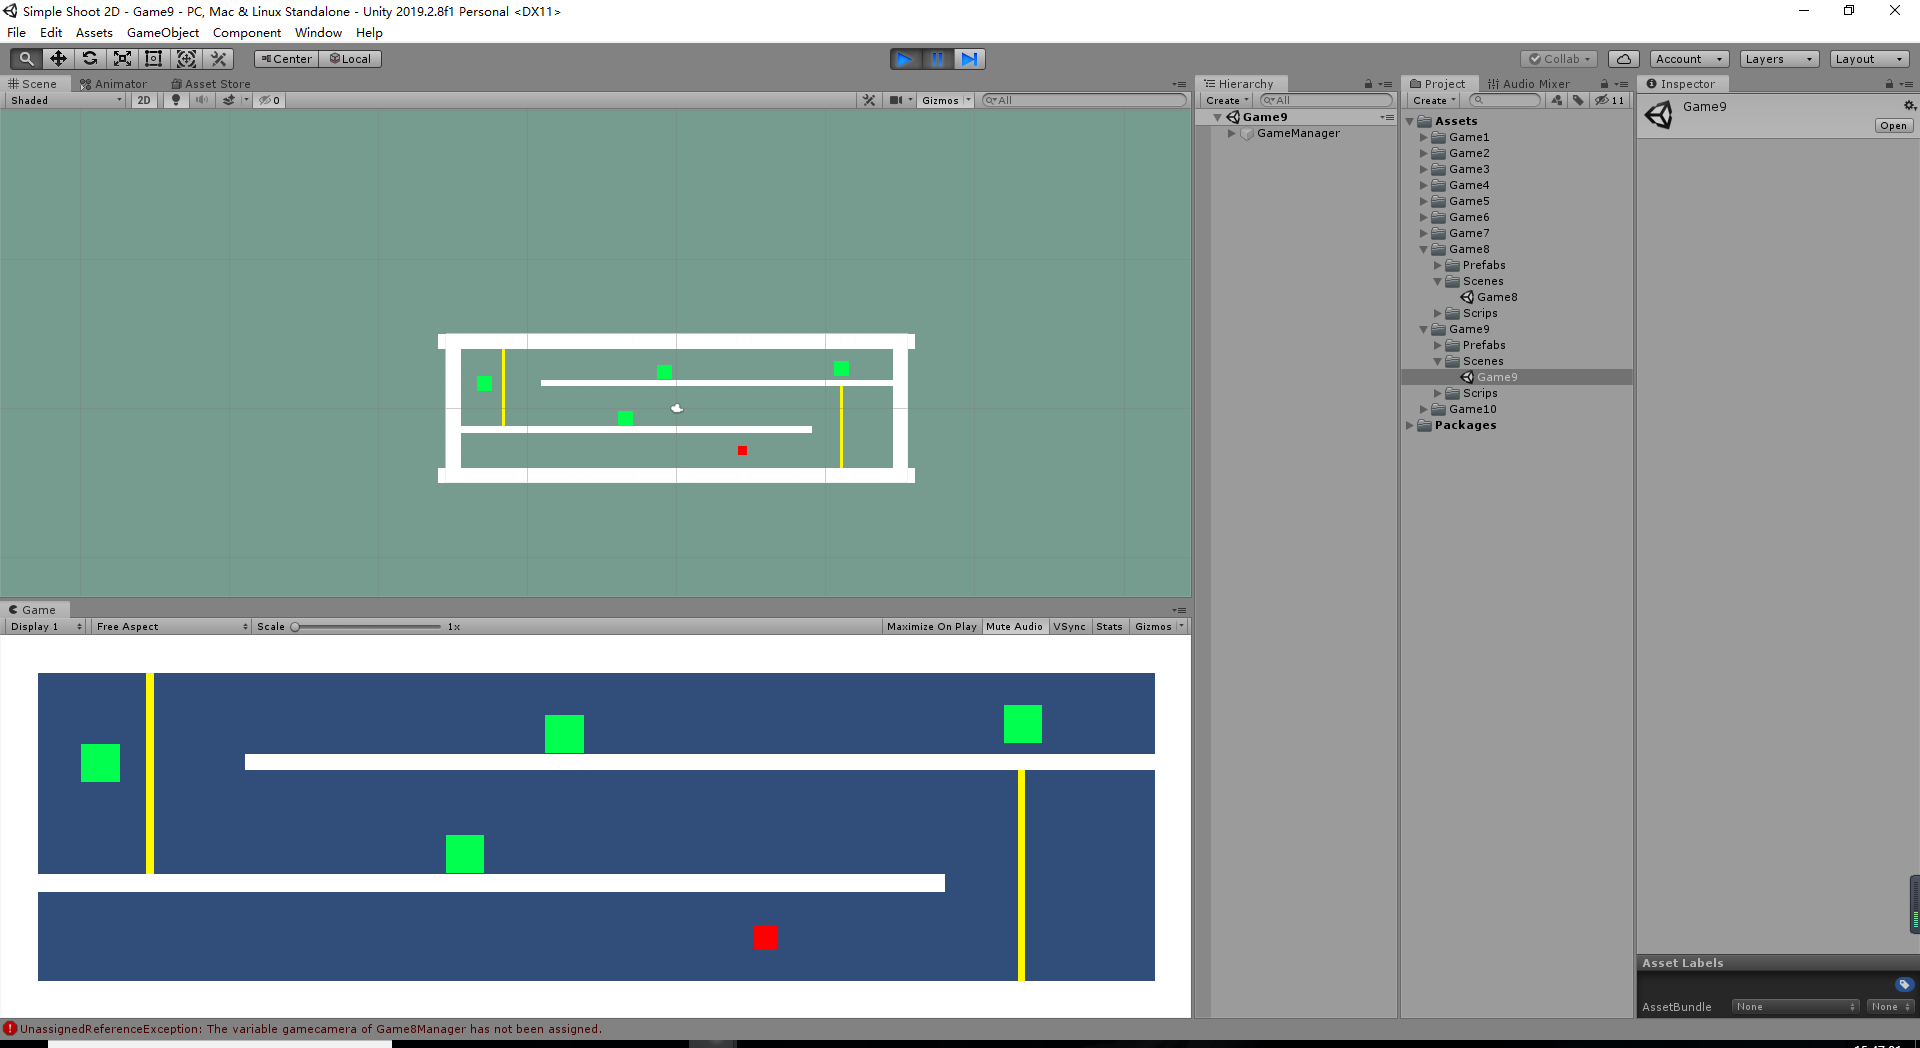 Simple Shoot 2D - Game9 - PC, Mac & Linux Standalone - Unity 2019.2.8f1 Personal <DX11>
File Edit Assets GameObject Component Window Help
Center Local Collab Account Layers Layout
Scene Animator Asset Store
Shaded 2D 0 Gizmos All
Hierarchy
Create All
Game9
GameManager
Project Audio Mixer
Create 11
Assets
Game1
Game2
Game3
Game4
Game5
Game6
Game7
Game8
Prefabs
Scenes
Game8
Scrips
Game9
Prefabs
Scenes
Game9
Scrips
Game10
Packages
Inspector
Game9
Open
Game
Display 1 Free Aspect Scale 1x Maximize On Play Mute Audio VSync Stats Gizmos
Asset Labels
AssetBundle None None
UnassignedReferenceException: The variable gamecamera of Game8Manager has not been assigned.